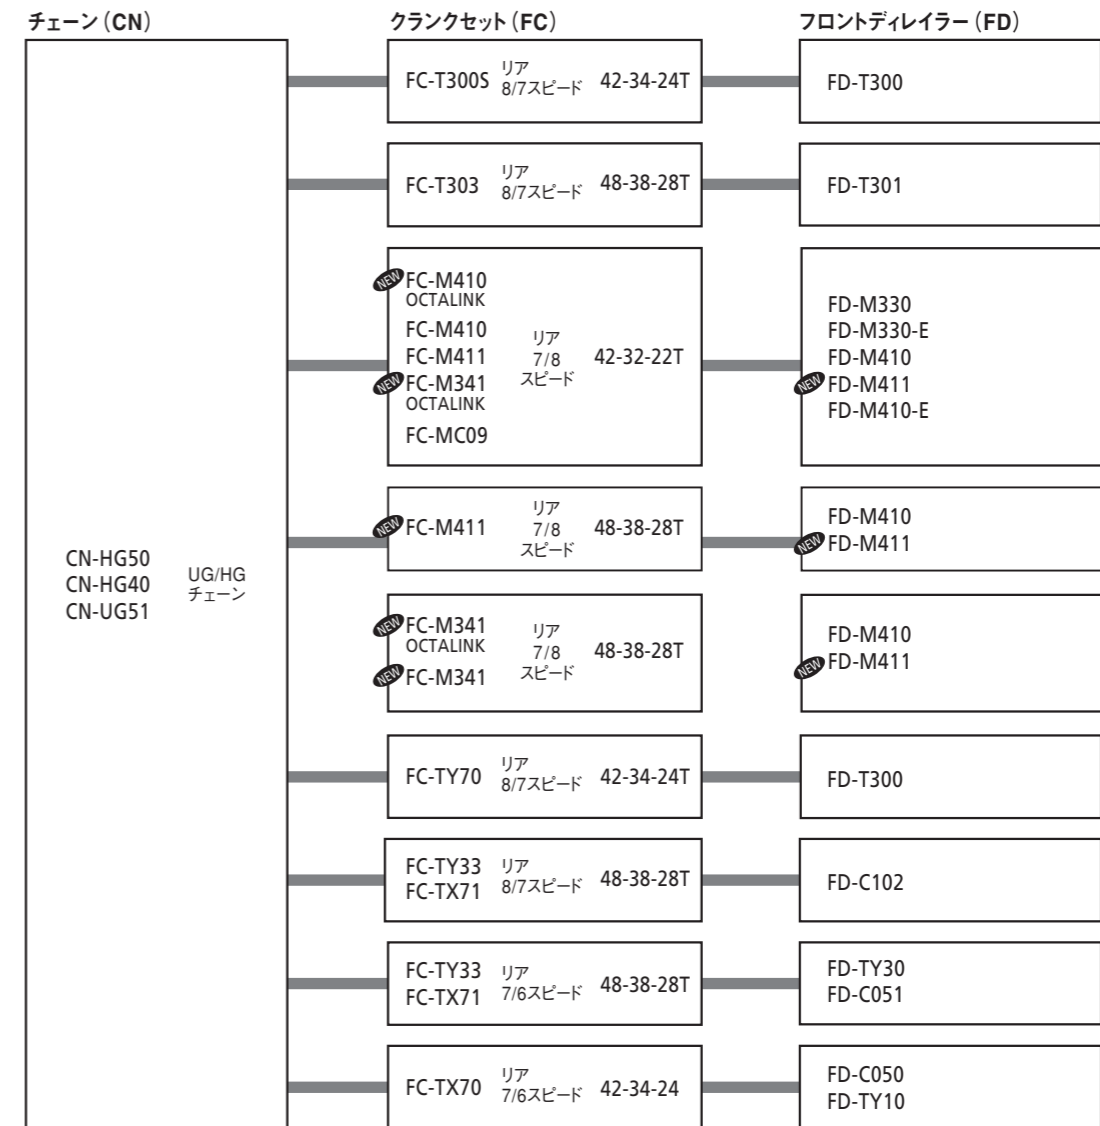 チェーン（CN）
クランクセット（FC）
フロントディレイラー（FD）
CN-HG50
CN-HG40
CN-UG51
UG/HG
チェーン
FC-T300S
リア
8/7スピード
42-34-24T
FD-T300
FC-T303
リア
8/7スピード
48-38-28T
FD-T301
NEW
FC-M410
OCTALINK
FC-M410
FC-M411
NEW
FC-M341
OCTALINK
FC-MC09
リア
7/8
スピード
42-32-22T
FD-M330
FD-M330-E
FD-M410
NEW
FD-M411
FD-M410-E
NEW
FC-M411
リア
7/8
スピード
48-38-28T
FD-M410
NEW
FD-M411
NEW
FC-M341
OCTALINK
NEW
FC-M341
リア
7/8
スピード
48-38-28T
FD-M410
NEW
FD-M411
FC-TY70
リア
8/7スピード
42-34-24T
FD-T300
FC-TY33
FC-TX71
リア
8/7スピード
48-38-28T
FD-C102
FC-TY33
FC-TX71
リア
7/6スピード
48-38-28T
FD-TY30
FD-C051
FC-TX70
リア
7/6スピード
42-34-24
FD-C050
FD-TY10